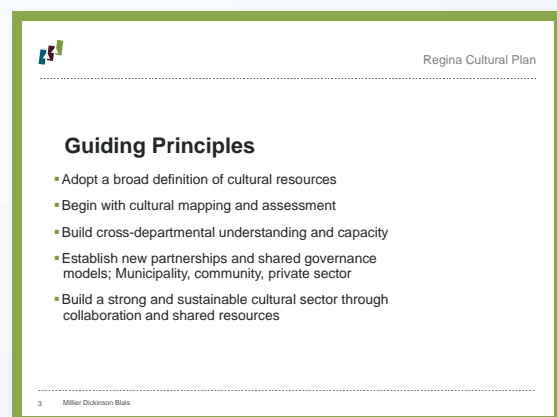 Regina Cultural Plan
Guiding Principles
▪Adopt a broad definition of cultural resources
▪Begin with cultural mapping and assessment
▪Build cross-departmental understanding and capacity
▪Establish new partnerships and shared governance
models; Municipality, community, private sector
▪Build a strong and sustainable cultural sector through
collaboration and shared resources
3 Millier Dickinson Blais